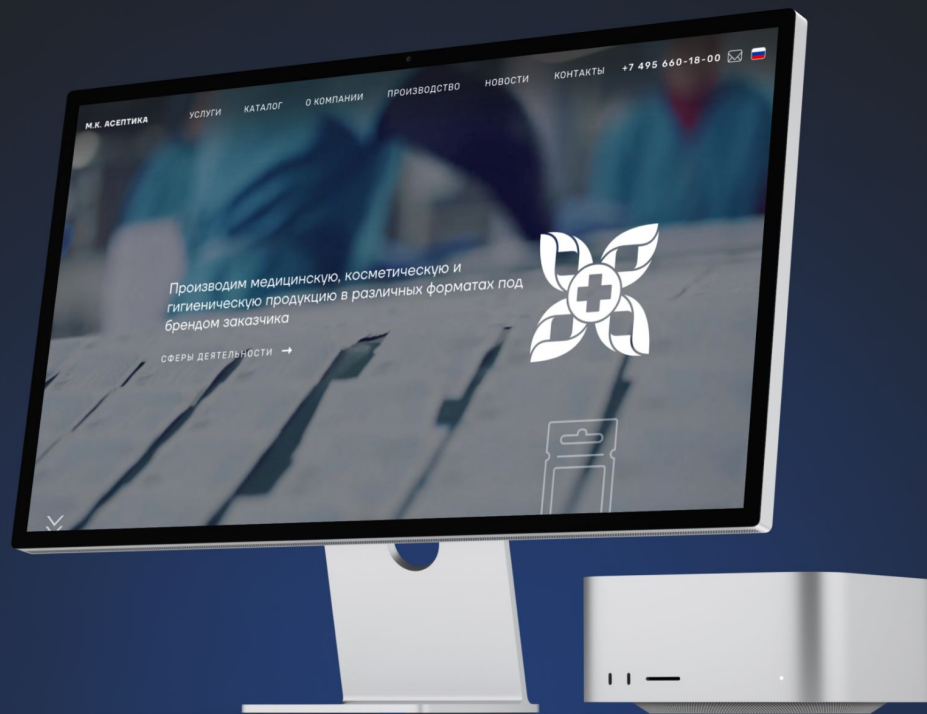 М.К. АСЕПТИКА
УСЛУГИ
КАТАЛОГ
О КОМПАНИИ
ПРОИЗВОДСТВО
НОВОСТИ
КОНТАКТЫ
+7 495 660-18-00
Производим медицинскую, косметическую и
гигиеническую продукцию в различных форматах под
брендом заказчика
СФЕРЫ ДЕЯТЕЛЬНОСТИ →